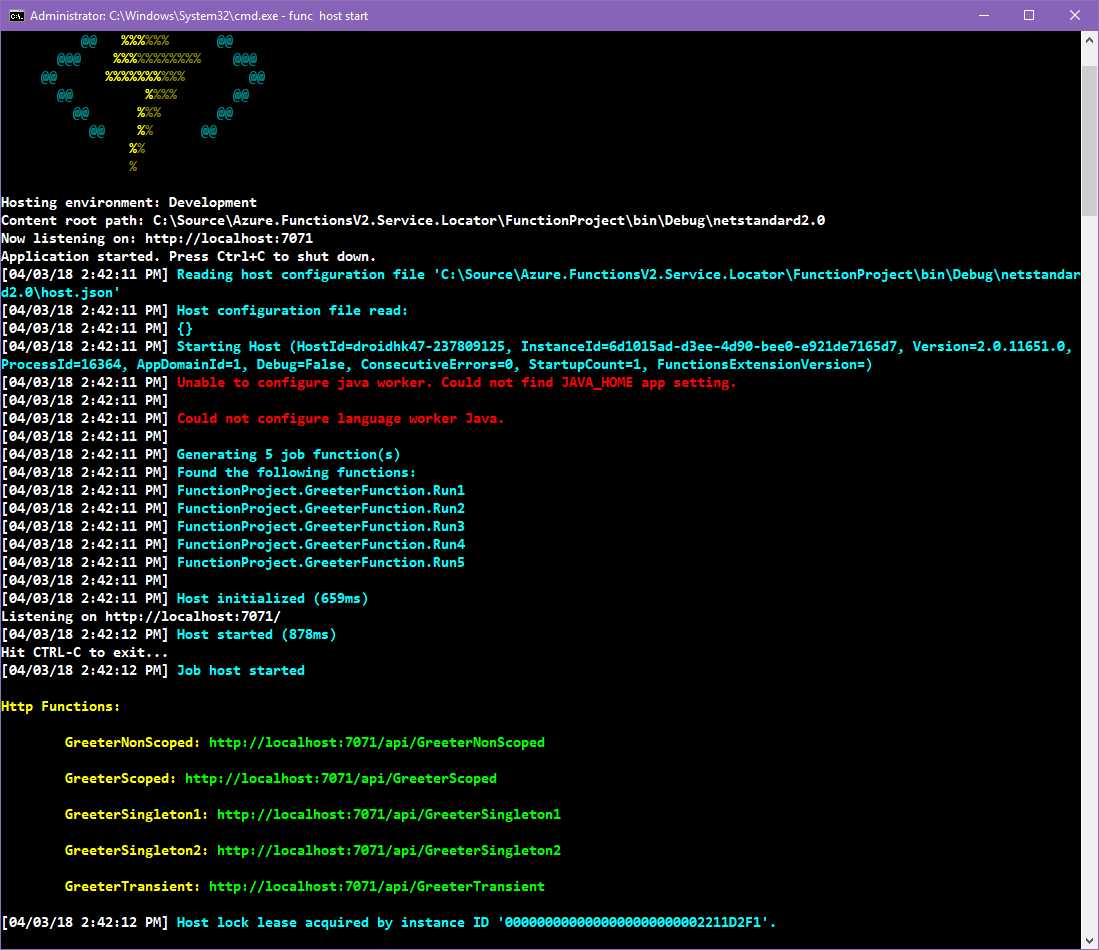 Administrator: C:\Windows\System32\cmd.exe - func  host start
@@   %%%%%%      @@
@@@    %%%%%%%%%%%    @@@
@@      %%%%%%%%%%        @@
@@         %%%%       @@
@@      %%%       @@
@@    %%      @@
%%
%
Hosting environment: Development
Content root path: C:\Source\Azure.FunctionsV2.Service.Locator\FunctionProject\bin\Debug\netstandard2.0
Now listening on: http://localhost:7071
Application started. Press Ctrl+C to shut down.
[04/03/18 2:42:11 PM] Reading host configuration file 'C:\Source\Azure.FunctionsV2.Service.Locator\FunctionProject\bin\Debug\netstandar
d2.0\host.json'
[04/03/18 2:42:11 PM] Host configuration file read:
[04/03/18 2:42:11 PM] {}
[04/03/18 2:42:11 PM] Starting Host (HostId=droidhk47-237809125, InstanceId=6d1015ad-d3ee-4d90-bee0-e921de7165d7, Version=2.0.11651.0,
ProcessId=16364, AppDomainId=1, Debug=False, ConsecutiveErrors=0, StartupCount=1, FunctionsExtensionVersion=)
[04/03/18 2:42:11 PM] Unable to configure java worker. Could not find JAVA_HOME app setting.
[04/03/18 2:42:11 PM]
[04/03/18 2:42:11 PM] Could not configure language worker Java.
[04/03/18 2:42:11 PM]
[04/03/18 2:42:11 PM] Generating 5 job function(s)
[04/03/18 2:42:11 PM] Found the following functions:
[04/03/18 2:42:11 PM] FunctionProject.GreeterFunction.Run1
[04/03/18 2:42:11 PM] FunctionProject.GreeterFunction.Run2
[04/03/18 2:42:11 PM] FunctionProject.GreeterFunction.Run3
[04/03/18 2:42:11 PM] FunctionProject.GreeterFunction.Run4
[04/03/18 2:42:11 PM] FunctionProject.GreeterFunction.Run5
[04/03/18 2:42:11 PM]
[04/03/18 2:42:11 PM] Host initialized (659ms)
Listening on http://localhost:7071/
[04/03/18 2:42:12 PM] Host started (878ms)
Hit CTRL-C to exit...
[04/03/18 2:42:12 PM] Job host started
Http Functions:
GreeterNonScoped: http://localhost:7071/api/GreeterNonScoped
GreeterScoped: http://localhost:7071/api/GreeterScoped
GreeterSingleton1: http://localhost:7071/api/GreeterSingleton1
GreeterSingleton2: http://localhost:7071/api/GreeterSingleton2
GreeterTransient: http://localhost:7071/api/GreeterTransient
[04/03/18 2:42:12 PM] Host lock lease acquired by instance ID '0000000000000000000000002211D2F1'.